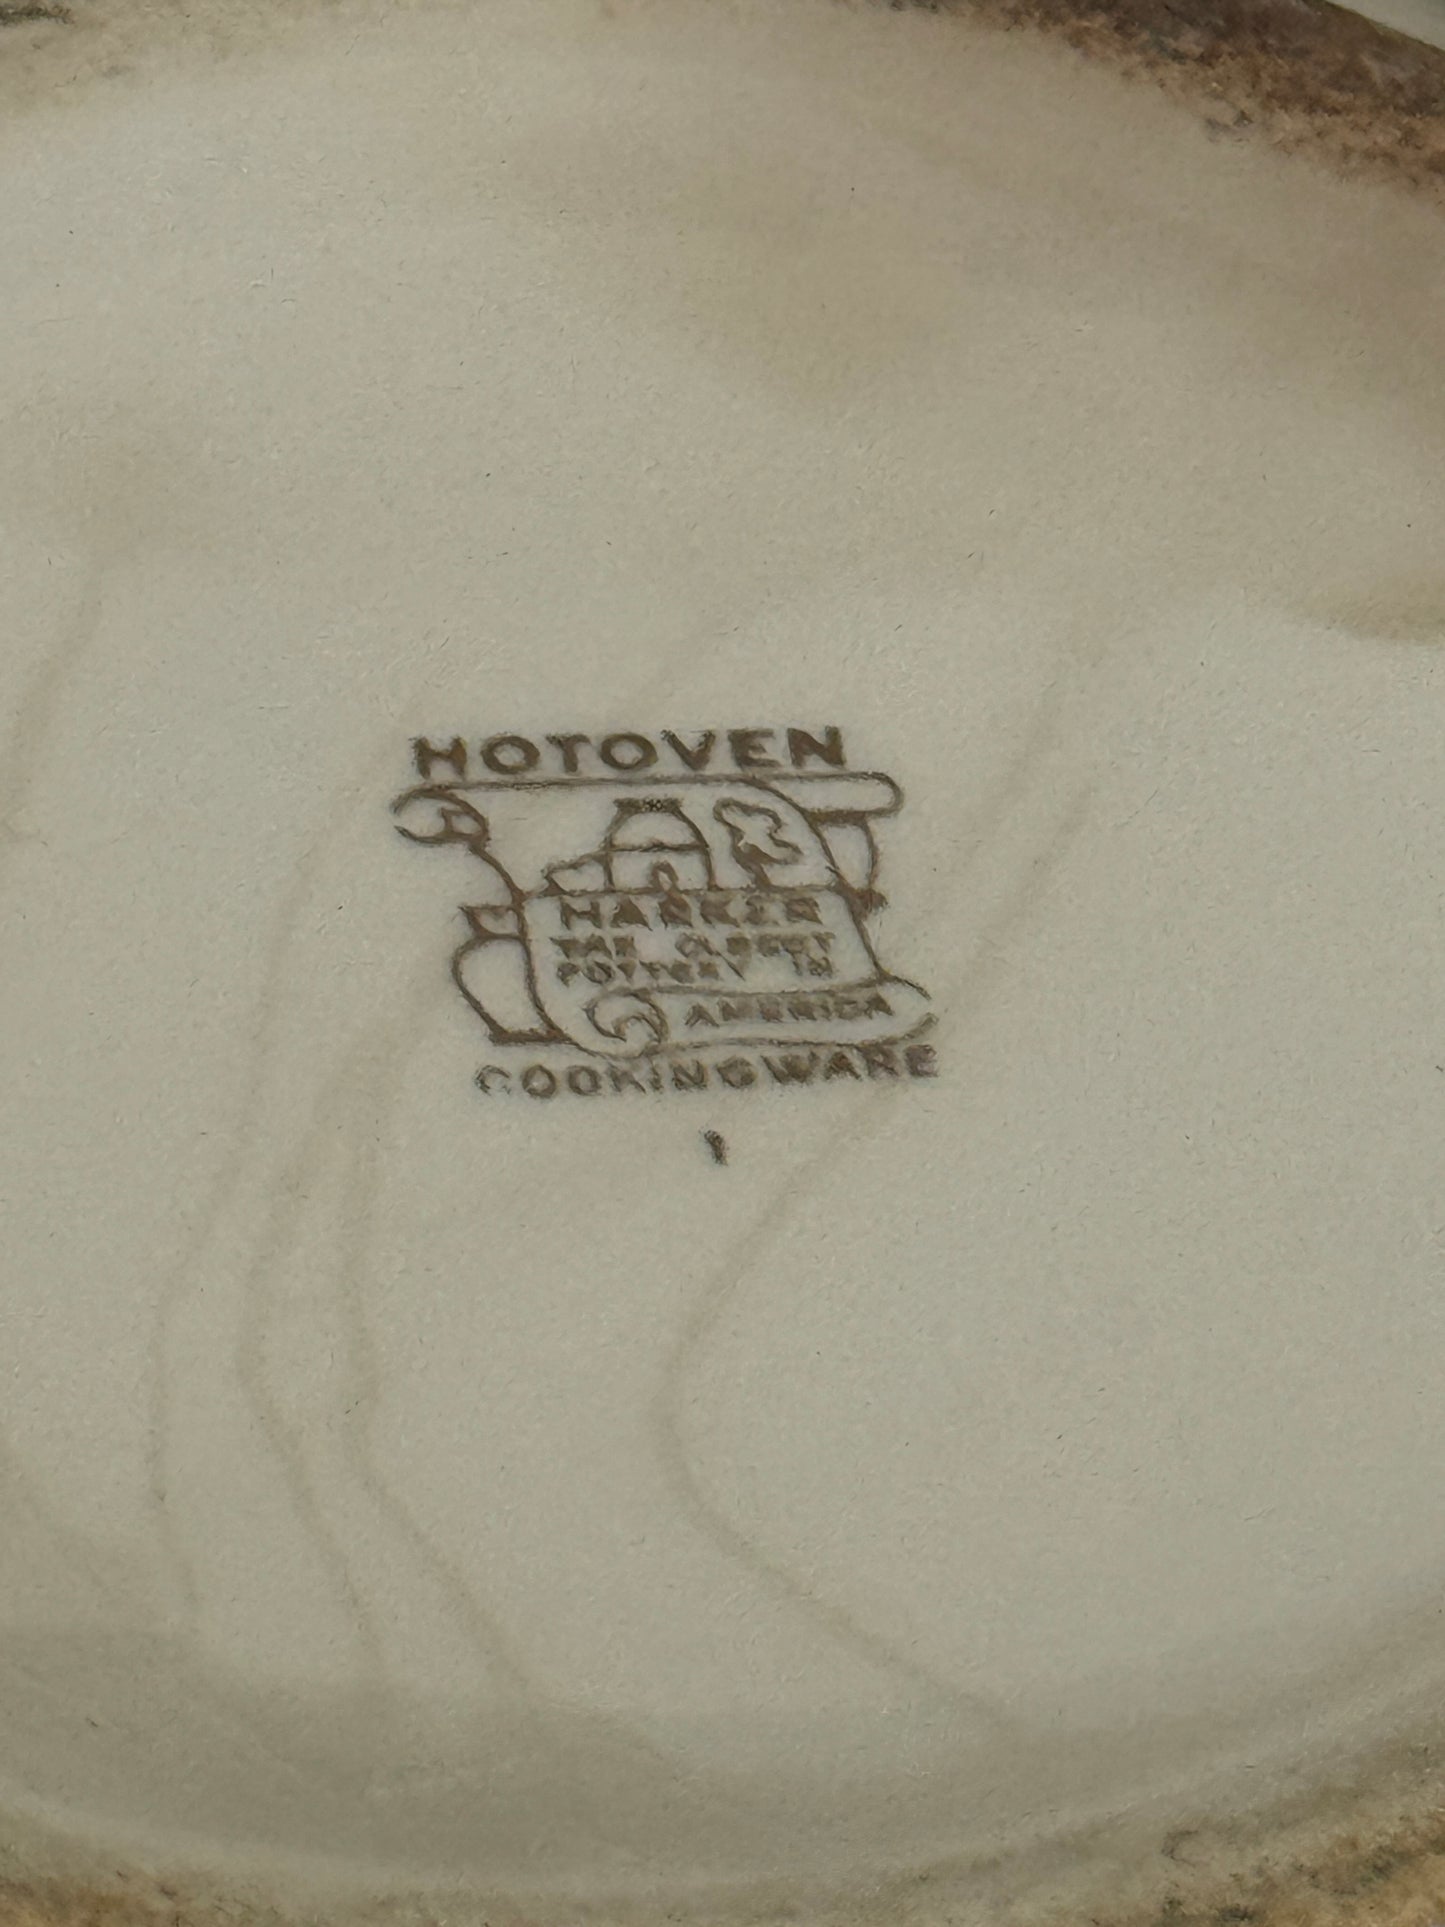 HOTOVEN
HARKER
THE OLDEST
POTTERY IN
AMERICA
COOKINGWARE